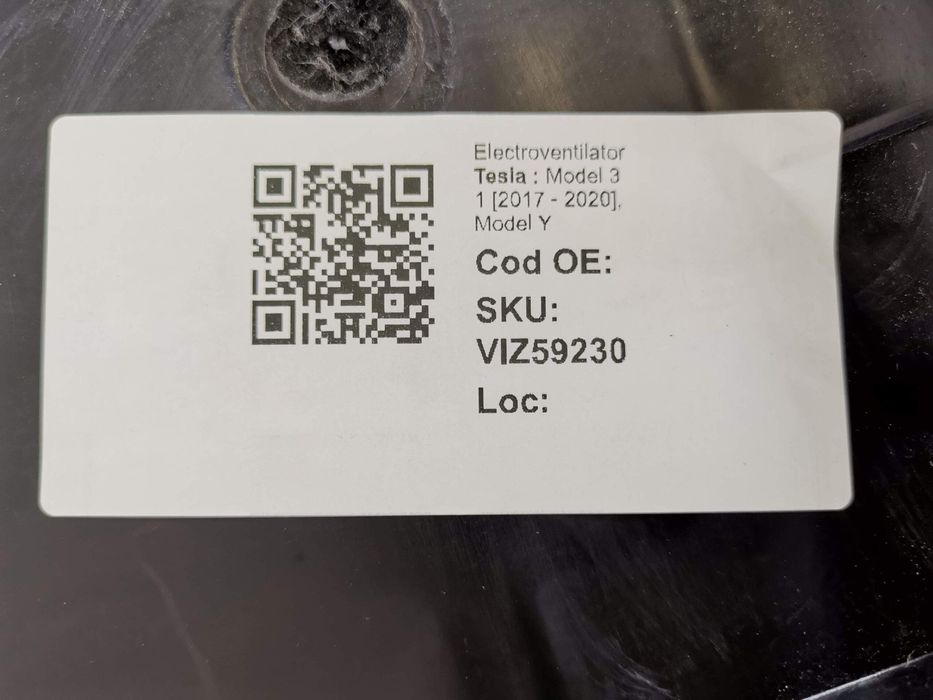 Electroventilator
Tesla : Model 3
1 [2017 - 2020],
Model Y
Cod OE:
SKU:
VIZ59230
Loc: